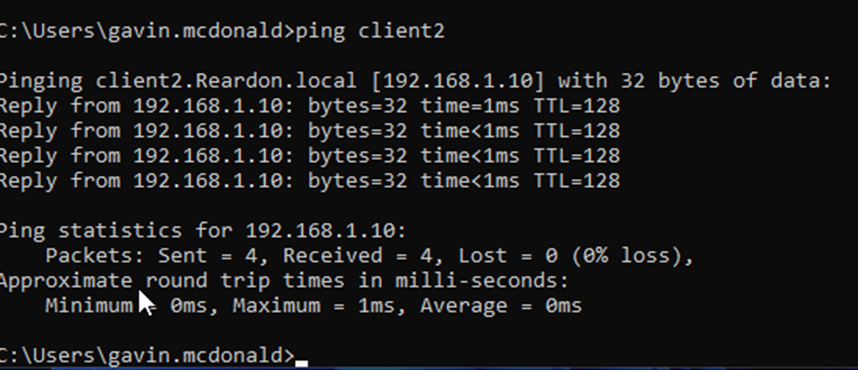 C:\Users\gavin.mcdonald>ping client2
Pinging client2.Reardon.local [192.168.1.10] with 32 bytes of data:
Reply from 192.168.1.10: bytes=32 time=1ms TTL=128
Reply from 192.168.1.10: bytes=32 time<1ms TTL=128
Reply from 192.168.1.10: bytes=32 time<1ms TTL=128
Reply from 192.168.1.10: bytes=32 time<1ms TTL=128
Ping statistics for 192.168.1.10:
    Packets: Sent = 4, Received = 4, Lost = 0 (0% loss),
Approximate round trip times in milli-seconds:
    Minimum = 0ms, Maximum = 1ms, Average = 0ms
C:\Users\gavin.mcdonald>